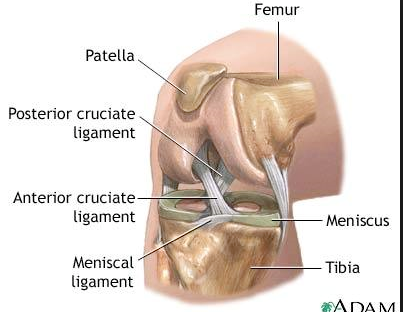 Femur
Patella
Posterior cruciate
ligament
Anterior cruciate
ligament
Meniscus
Meniscal
ligament
Tibia
ADAM